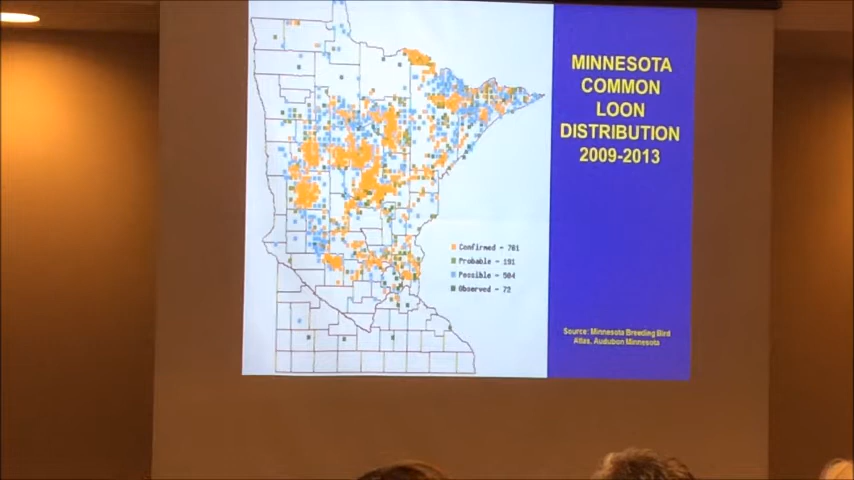 MINNESOTA
COMMON
LOON
DISTRIBUTION
2009-2013
Confirmed - 701
Probable - 191
Possible - 504
Observed - 72
Source: Minnesota Breeding Bird
Atlas, Audubon Minnesota